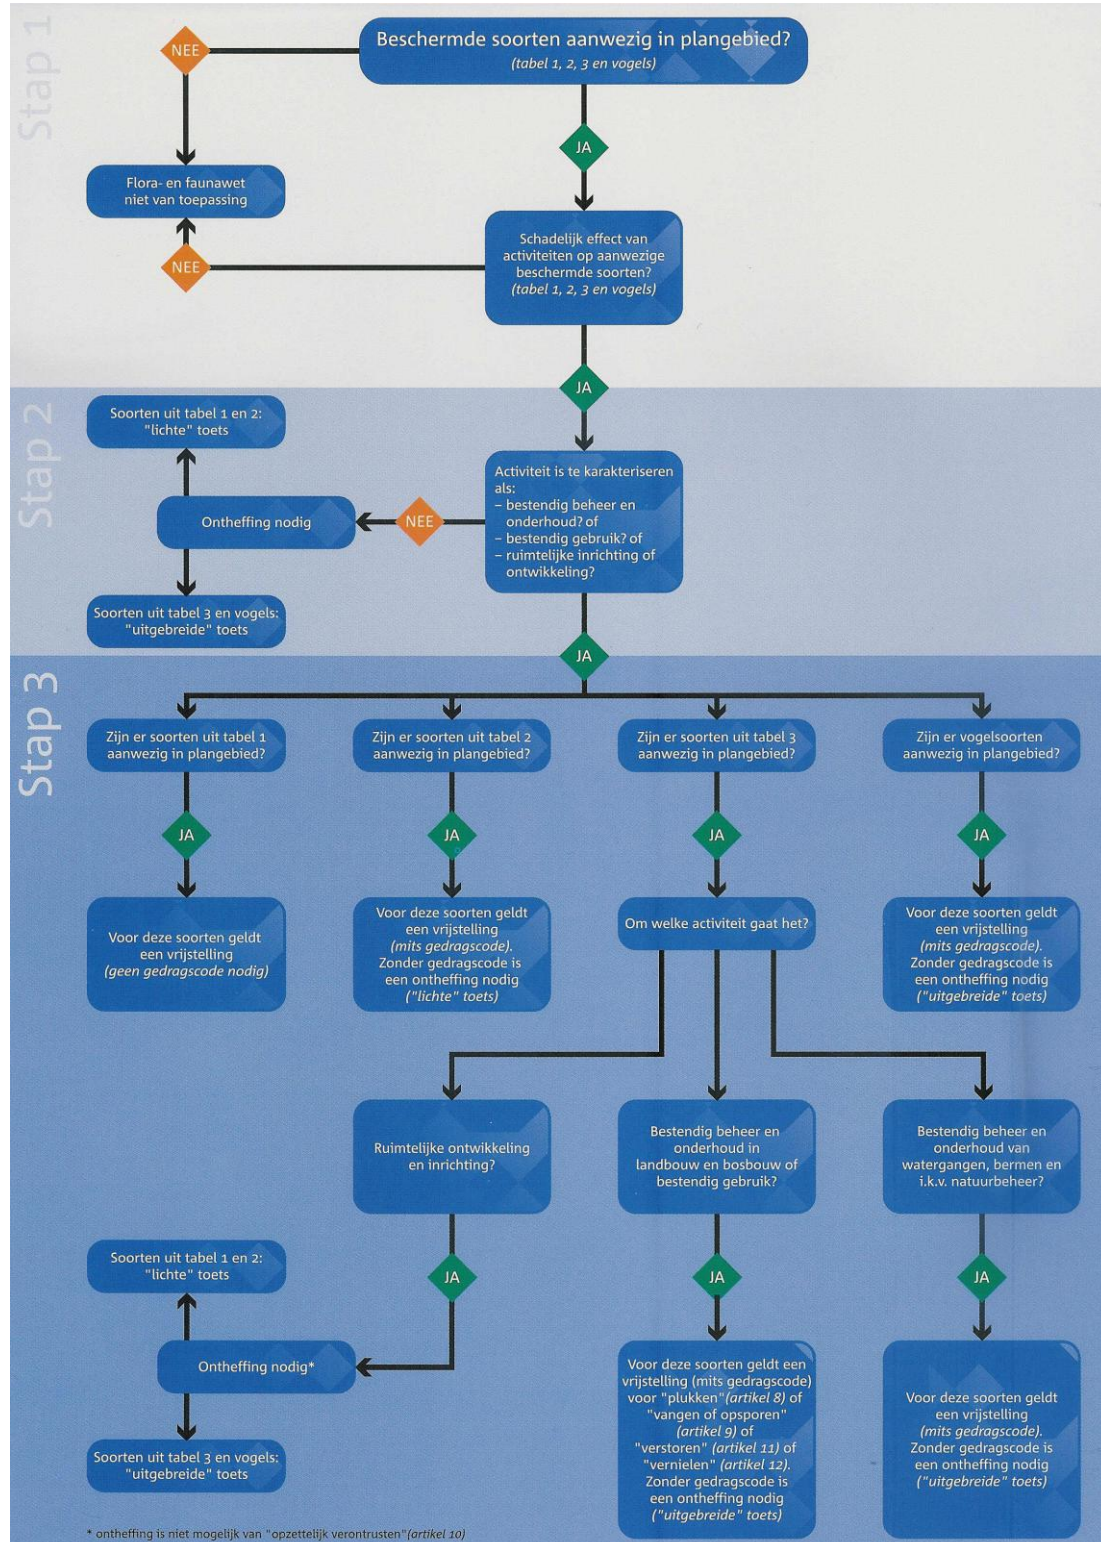 Stap 1
Beschermde soorten aanwezig in plangebied?
(tabel 1, 2, 3 en vogels)
NEE
JA
Flora- en faunawet
niet van toepassing
Schadelijk effect van
activiteiten op aanwezige
beschermde soorten?
(tabel 1, 2, 3 en vogels)
NEE
JA
Stap 2
Soorten uit tabel 1 en 2:
"lichte" toets
Activiteit is te karakteriseren
als:
– bestendig beheer en
onderhoud? of
– bestendig gebruik? of
– ruimtelijke inrichting of
ontwikkeling?
NEE
Ontheffing nodig
Soorten uit tabel 3 en vogels:
"uitgebreide" toets
JA
Stap 3
Zijn er soorten uit tabel 1
aanwezig in plangebied?
Zijn er soorten uit tabel 2
aanwezig in plangebied?
Zijn er soorten uit tabel 3
aanwezig in plangebied?
Zijn er vogelsoorten
aanwezig in plangebied?
JA
JA
JA
JA
Voor deze soorten geldt
een vrijstelling
(geen gedragscode nodig)
Voor deze soorten geldt
een vrijstelling
(mits gedragscode).
Zonder gedragscode is
een ontheffing nodig
("lichte" toets)
Om welke activiteit gaat het?
Voor deze soorten geldt
een vrijstelling
(mits gedragscode).
Zonder gedragscode is
een ontheffing nodig
("uitgebreide" toets)
Ruimtelijke ontwikkeling
en inrichting?
Bestendig beheer en
onderhoud in
landbouw en bosbouw of
bestendig gebruik?
Bestendig beheer en
onderhoud van
watergangen, bermen en
i.k.v. natuurbeheer?
JA
JA
JA
Soorten uit tabel 1 en 2:
"lichte" toets
Ontheffing nodig*
Soorten uit tabel 3 en vogels:
"uitgebreide" toets
Voor deze soorten geldt een
vrijstelling (mits gedragscode)
voor "plukken" (artikel 8) of
"vangen of opsporen"
(artikel 9) of
"verstoren" (artikel 11) of
"vernielen" (artikel 12).
Zonder gedragscode is
een ontheffing nodig
("uitgebreide" toets)
Voor deze soorten geldt
een vrijstelling
(mits gedragscode).
Zonder gedragscode is
een ontheffing nodig
("uitgebreide" toets)
* ontheffing is niet mogelijk van "opzettelijk verontrusten" (artikel 10)